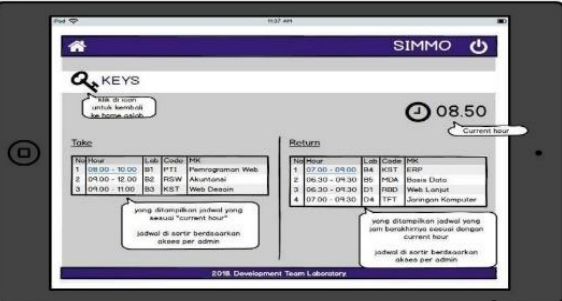 iPad
11:37 AM
SIMMO
KEYS
klik di icon
untuk kembali
ke home aslab
08.50
Current hour
Take
No Hour Lab Code MK
1 08.00 - 10.00 B1 PTI Pemrograman Web
2 09.00 - 12.00 B2 RSW Akuntansi
3 09.00 - 11.00 B3 KST Web Desain
yang ditampilkan jadwal yang
sesuai "current hour"
jadwal di sortir berdsaarkan
akses per admin
Return
No Hour Lab Code MK
1 07.00 - 09.00 B4 KST ERP
2 06.30 - 09.30 B5 MDA Basis Data
3 06.30 - 09.30 D1 RBD Web Lanjut
4 07.00 - 09.00 D4 TFT Jaringan Komputer
yang ditampilkan jadwal yang
jam berakhirnya sesuai dengan
current hour
jadwal di sortir berdsaarkan
akses per admin
2018. Development Team Laboratory